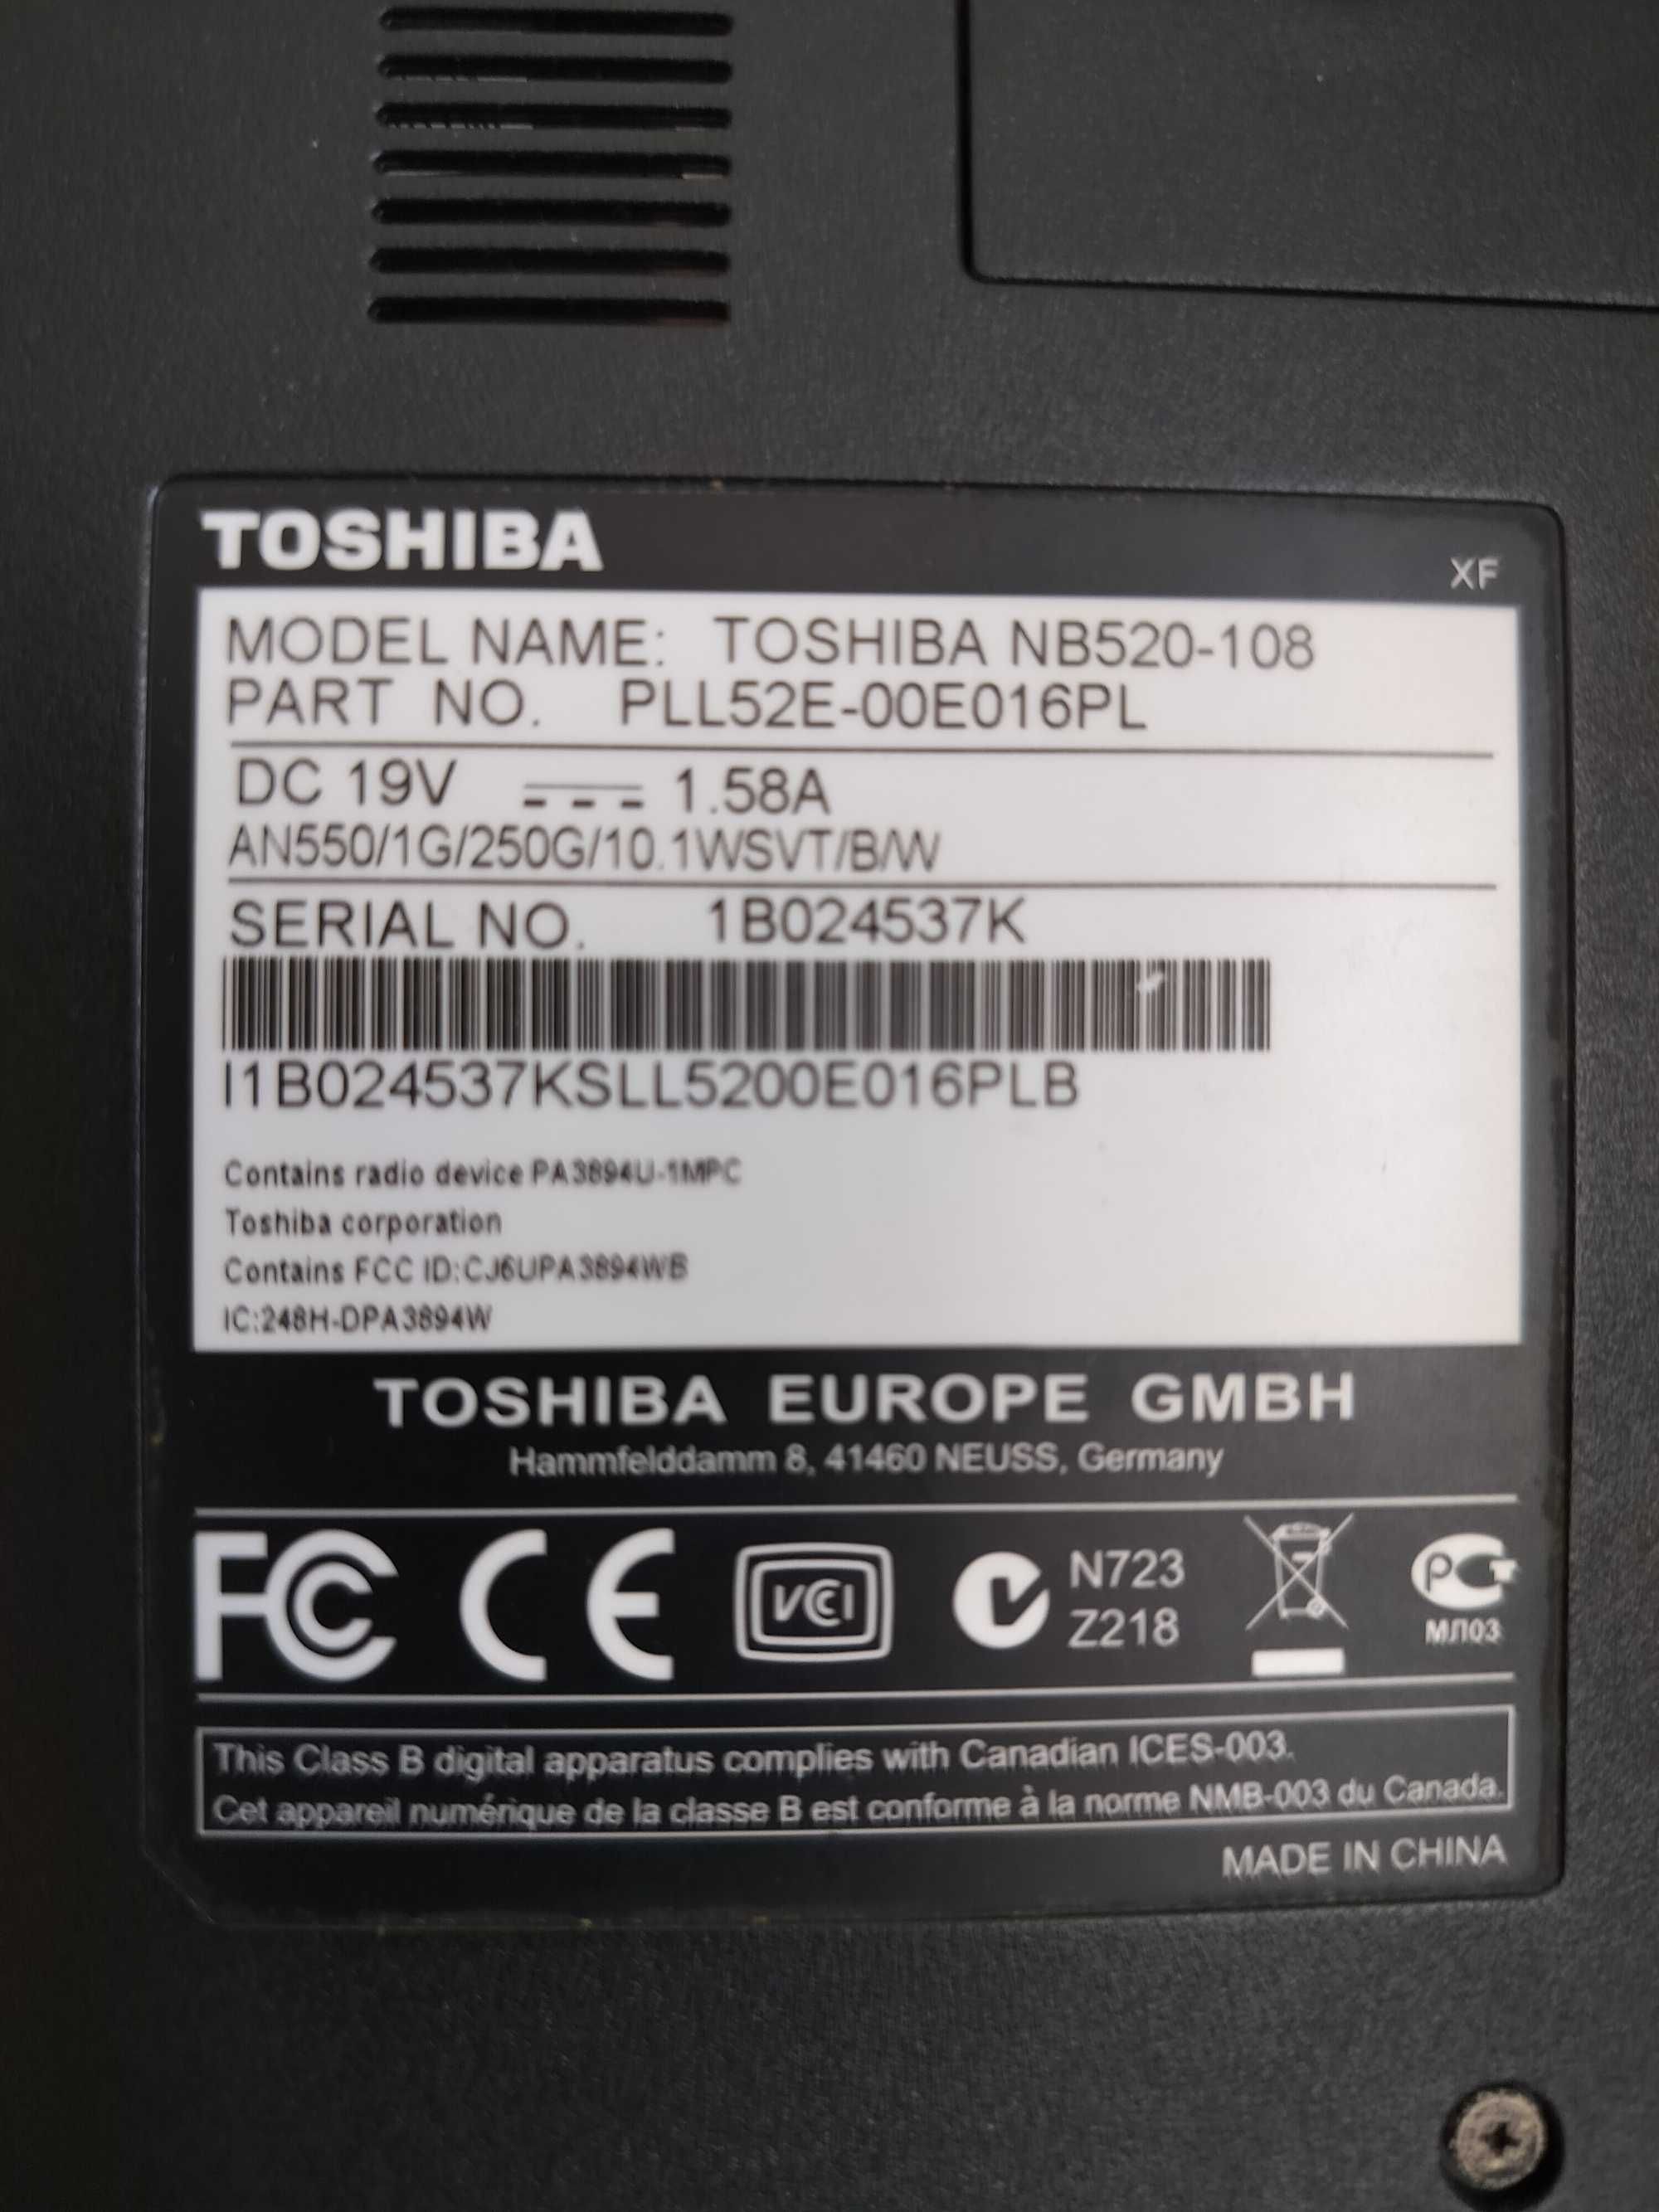 TOSHIBA
XF
MODEL NAME: TOSHIBA NB520-108
PART NO. PLL52E-00E016PL
DC 19V 1.58A
AN550/1G/250G/10.1WSVT/B/W
SERIAL NO. 1B024537K
I1B024537KSLL5200E016PLB
Contains radio device PA3894U-1MPC
Toshiba corporation
Contains FCC ID:CJ6UPA3894WB
IC:248H-DPA3894W
TOSHIBA EUROPE GMBH
Hammfelddamm 8, 41460 NEUSS, Germany
FC CE VCCI N723
Z218
РСТ
МЛ03
This Class B digital apparatus complies with Canadian ICES-003.
Cet appareil numérique de la classe B est conforme à la norme NMB-003 du Canada.
MADE IN CHINA